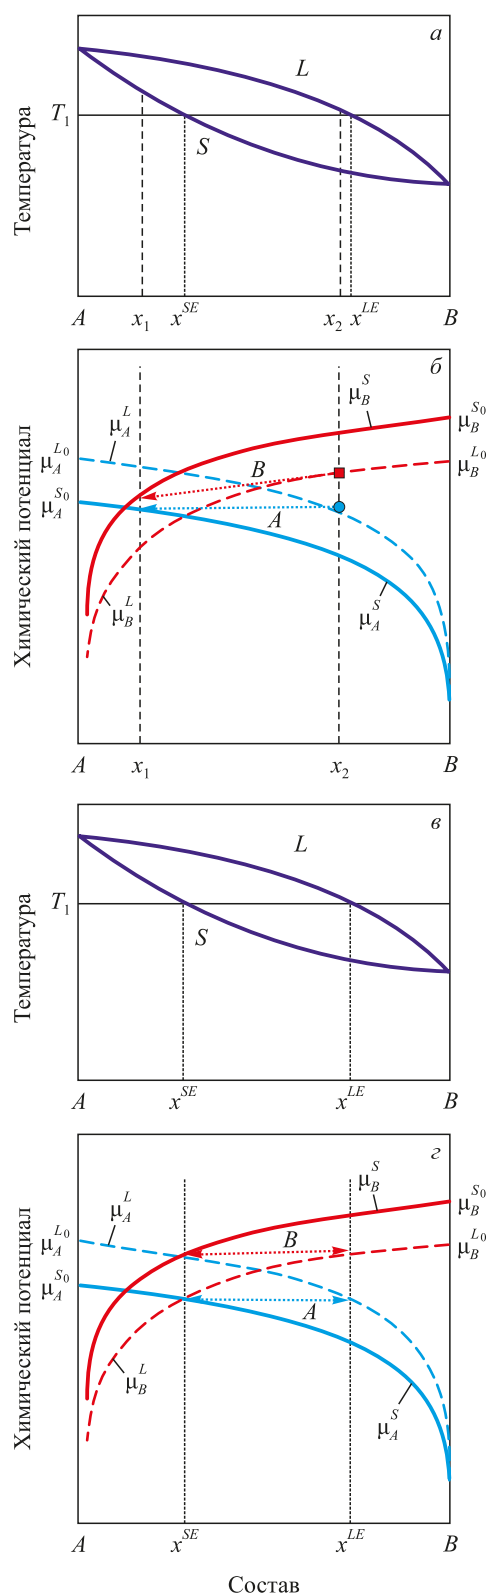 а
L
T₁
S
Температура
A x₁ x^SE x₂ x^LE B
б
μ_B^S
μ_A^L
μ_B^S₀
μ_A^L₀
B
μ_B^L₀
μ_A^S₀
A
μ_B^L
μ_A^S
Химический потенциал
A x₁ x₂ B
в
L
T₁
S
Температура
A x^SE x^LE B
г
μ_B^S
μ_A^L
μ_B^S₀
μ_A^L₀
B
μ_B^L₀
μ_A^S₀
A
μ_B^L
μ_A^S
Химический потенциал
A x^SE x^LE B
Состав